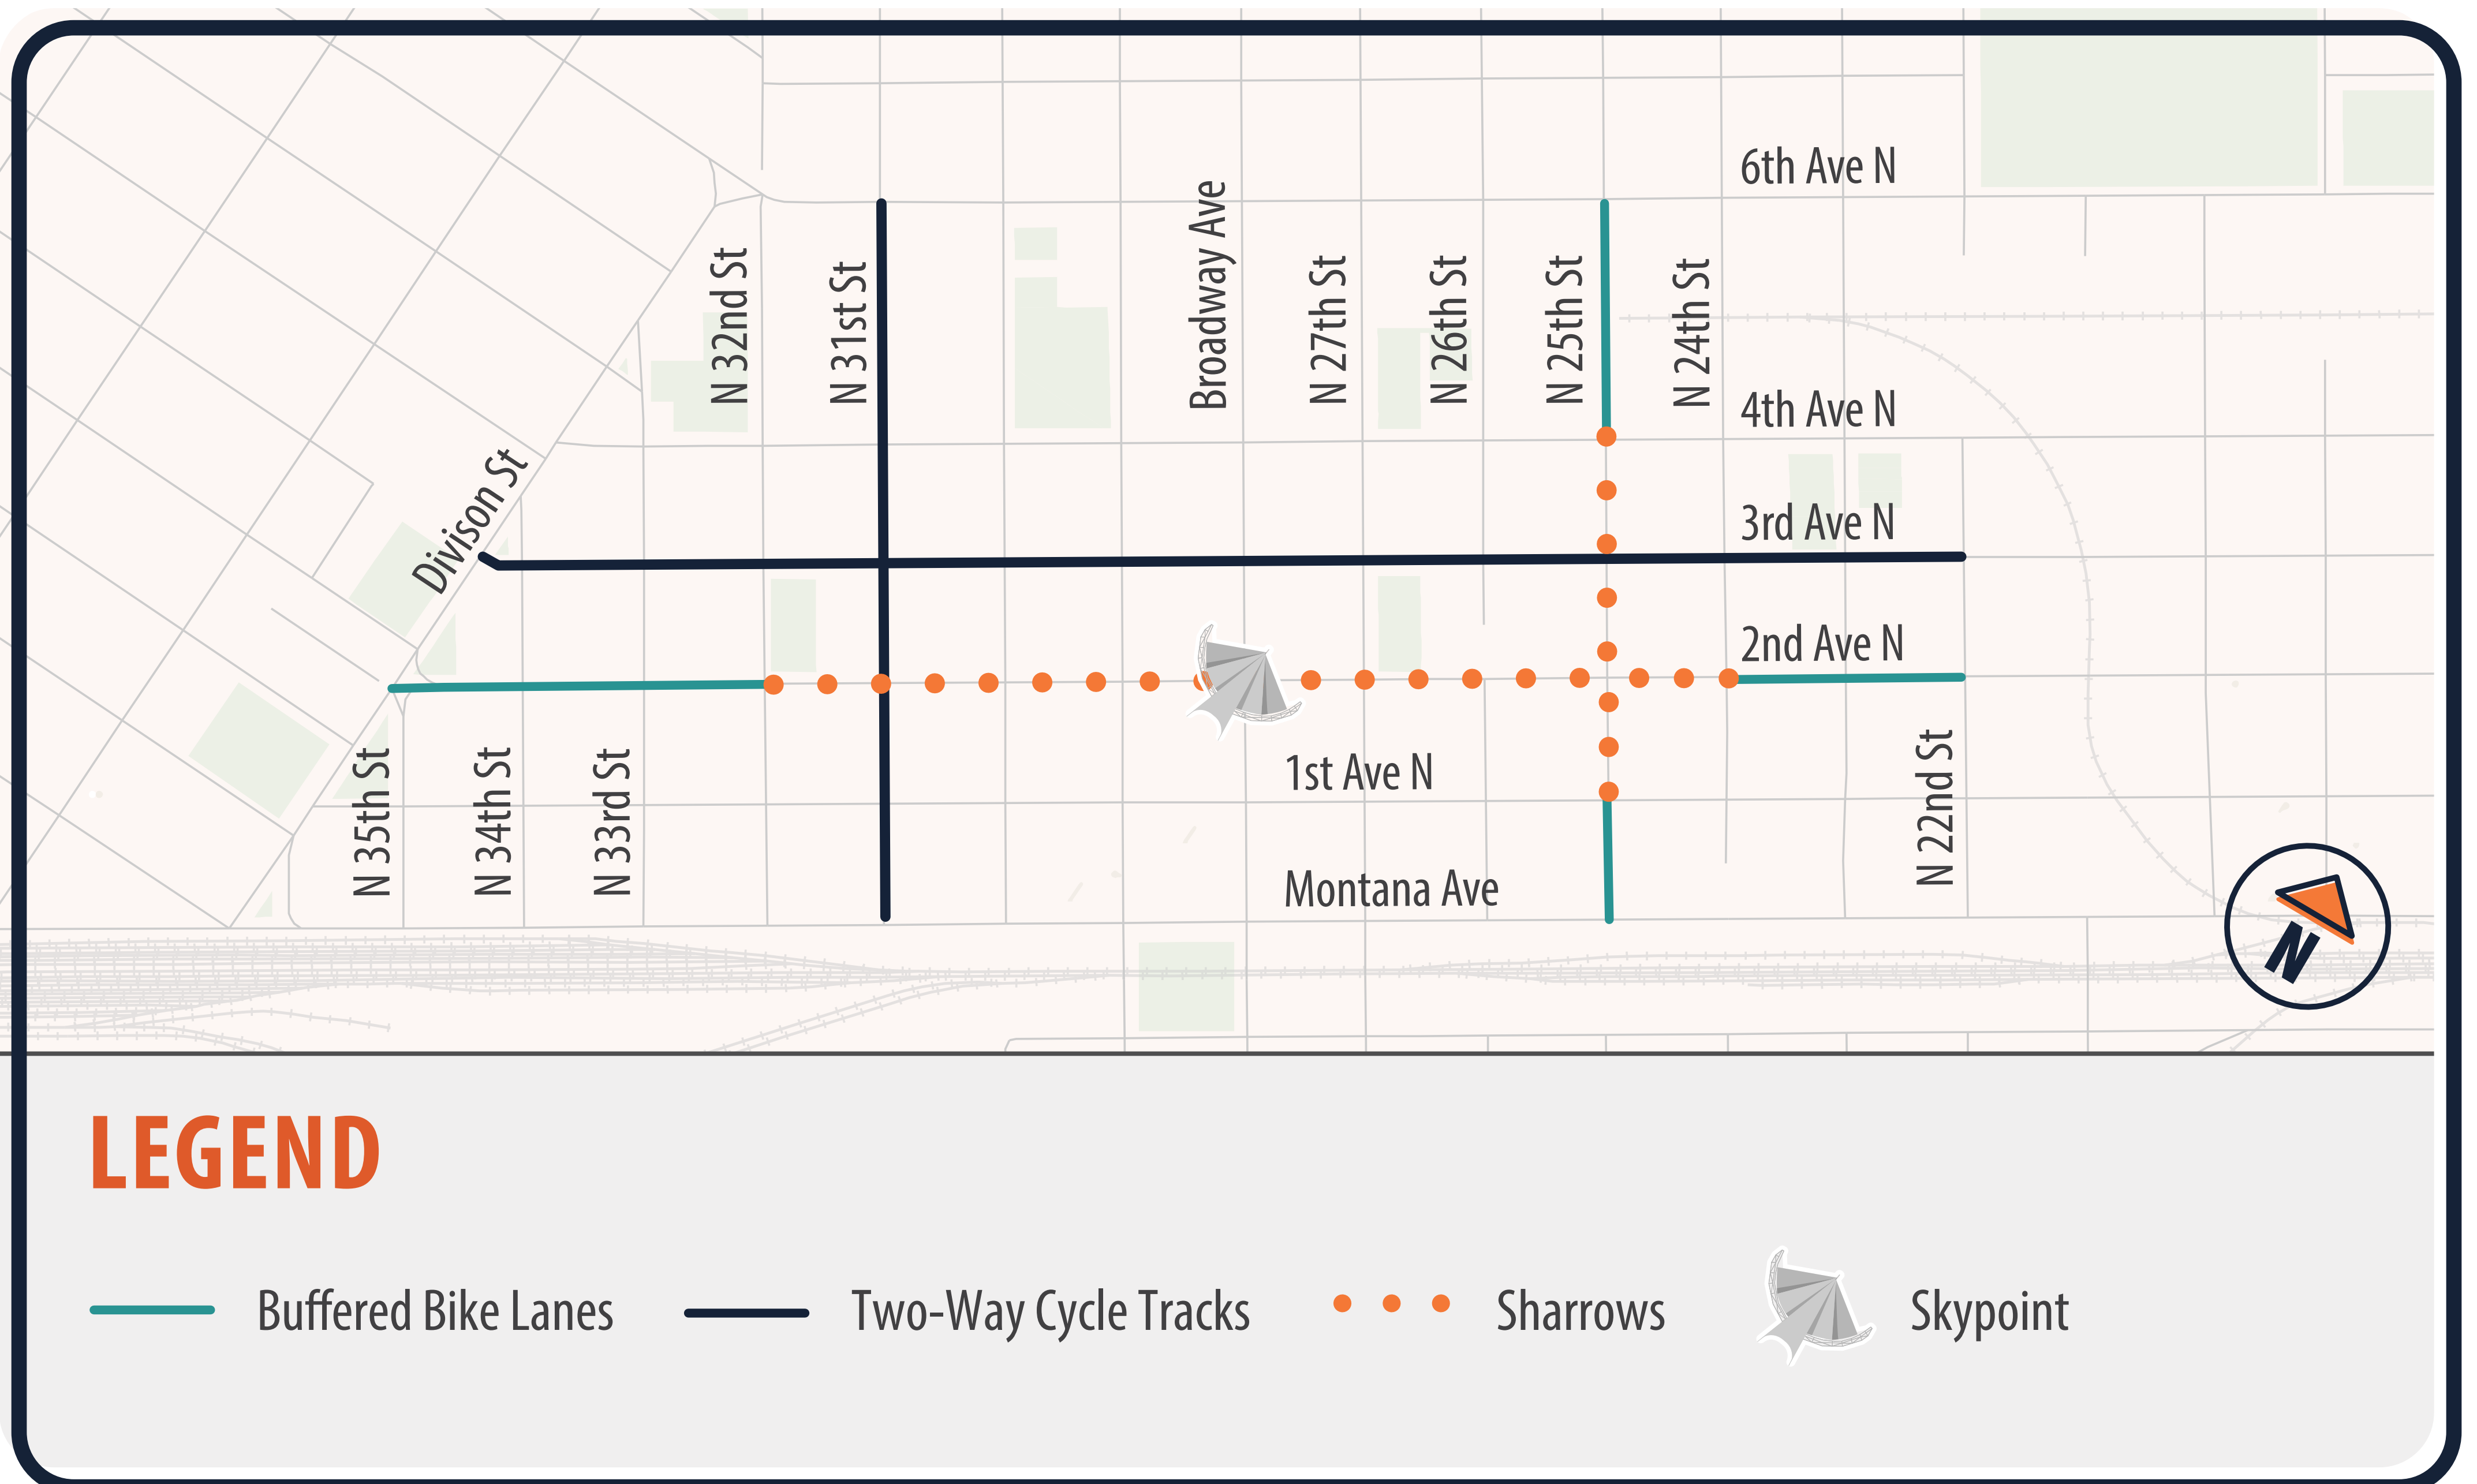 6th Ave N
Broadway Ave
N 32nd St
N 31st St
N 27th St
N 26th St
N 25th St
N 24th St
4th Ave N
Divison St
3rd Ave N
2nd Ave N
1st Ave N
N 35th St
N 34th St
N 33rd St
N 22nd St
Montana Ave
N
LEGEND
Buffered Bike Lanes
Two-Way Cycle Tracks
Sharrows
Skypoint